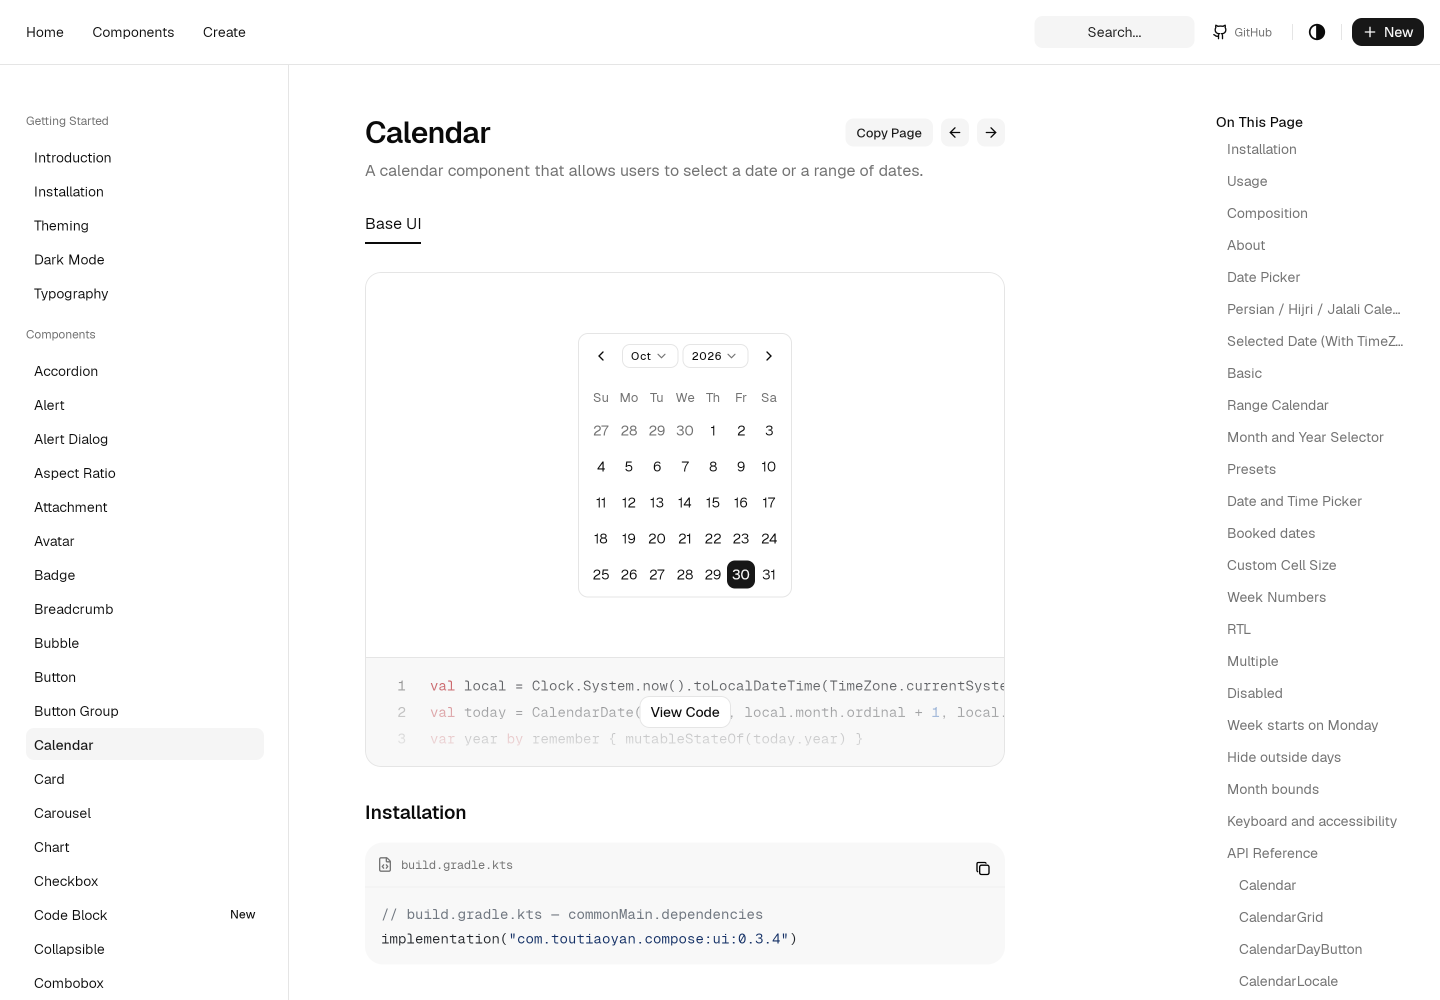 Home Components Create Search... GitHub New
Getting Started
Introduction
Installation
Theming
Dark Mode
Typography
Components
Accordion
Alert
Alert Dialog
Aspect Ratio
Attachment
Avatar
Badge
Breadcrumb
Bubble
Button
Button Group
Calendar
Card
Carousel
Chart
Checkbox
Code Block New
Collapsible
Combobox
Calendar Copy Page
A calendar component that allows users to select a date or a range of dates.
Base UI
Oct 2026
Su Mo Tu We Th Fr Sa
27 28 29 30 1 2 3
4 5 6 7 8 9 10
11 12 13 14 15 16 17
18 19 20 21 22 23 24
25 26 27 28 29 30 31
1 val local = Clock.System.now().toLocalDateTime(TimeZone.currentSyste
2 val today = CalendarDate( , local.month.ordinal + 1, local.
View Code
3 var year by remember { mutableStateOf(today.year) }
Installation
build.gradle.kts
// build.gradle.kts — commonMain.dependencies
implementation("com.toutiaoyan.compose:ui:0.3.4")
On This Page
Installation
Usage
Composition
About
Date Picker
Persian / Hijri / Jalali Cale...
Selected Date (With TimeZ...
Basic
Range Calendar
Month and Year Selector
Presets
Date and Time Picker
Booked dates
Custom Cell Size
Week Numbers
RTL
Multiple
Disabled
Week starts on Monday
Hide outside days
Month bounds
Keyboard and accessibility
API Reference
Calendar
CalendarGrid
CalendarDayButton
CalendarLocale